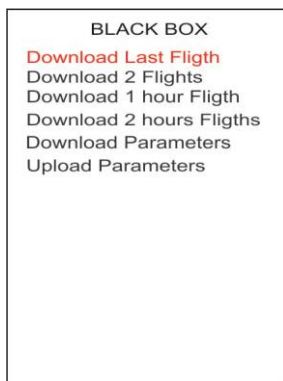 BLACK BOX
Download Last Fligth
Download 2 Flights
Download 1 hour Fligth
Download 2 hours Fligths
Download Parameters
Upload Parameters